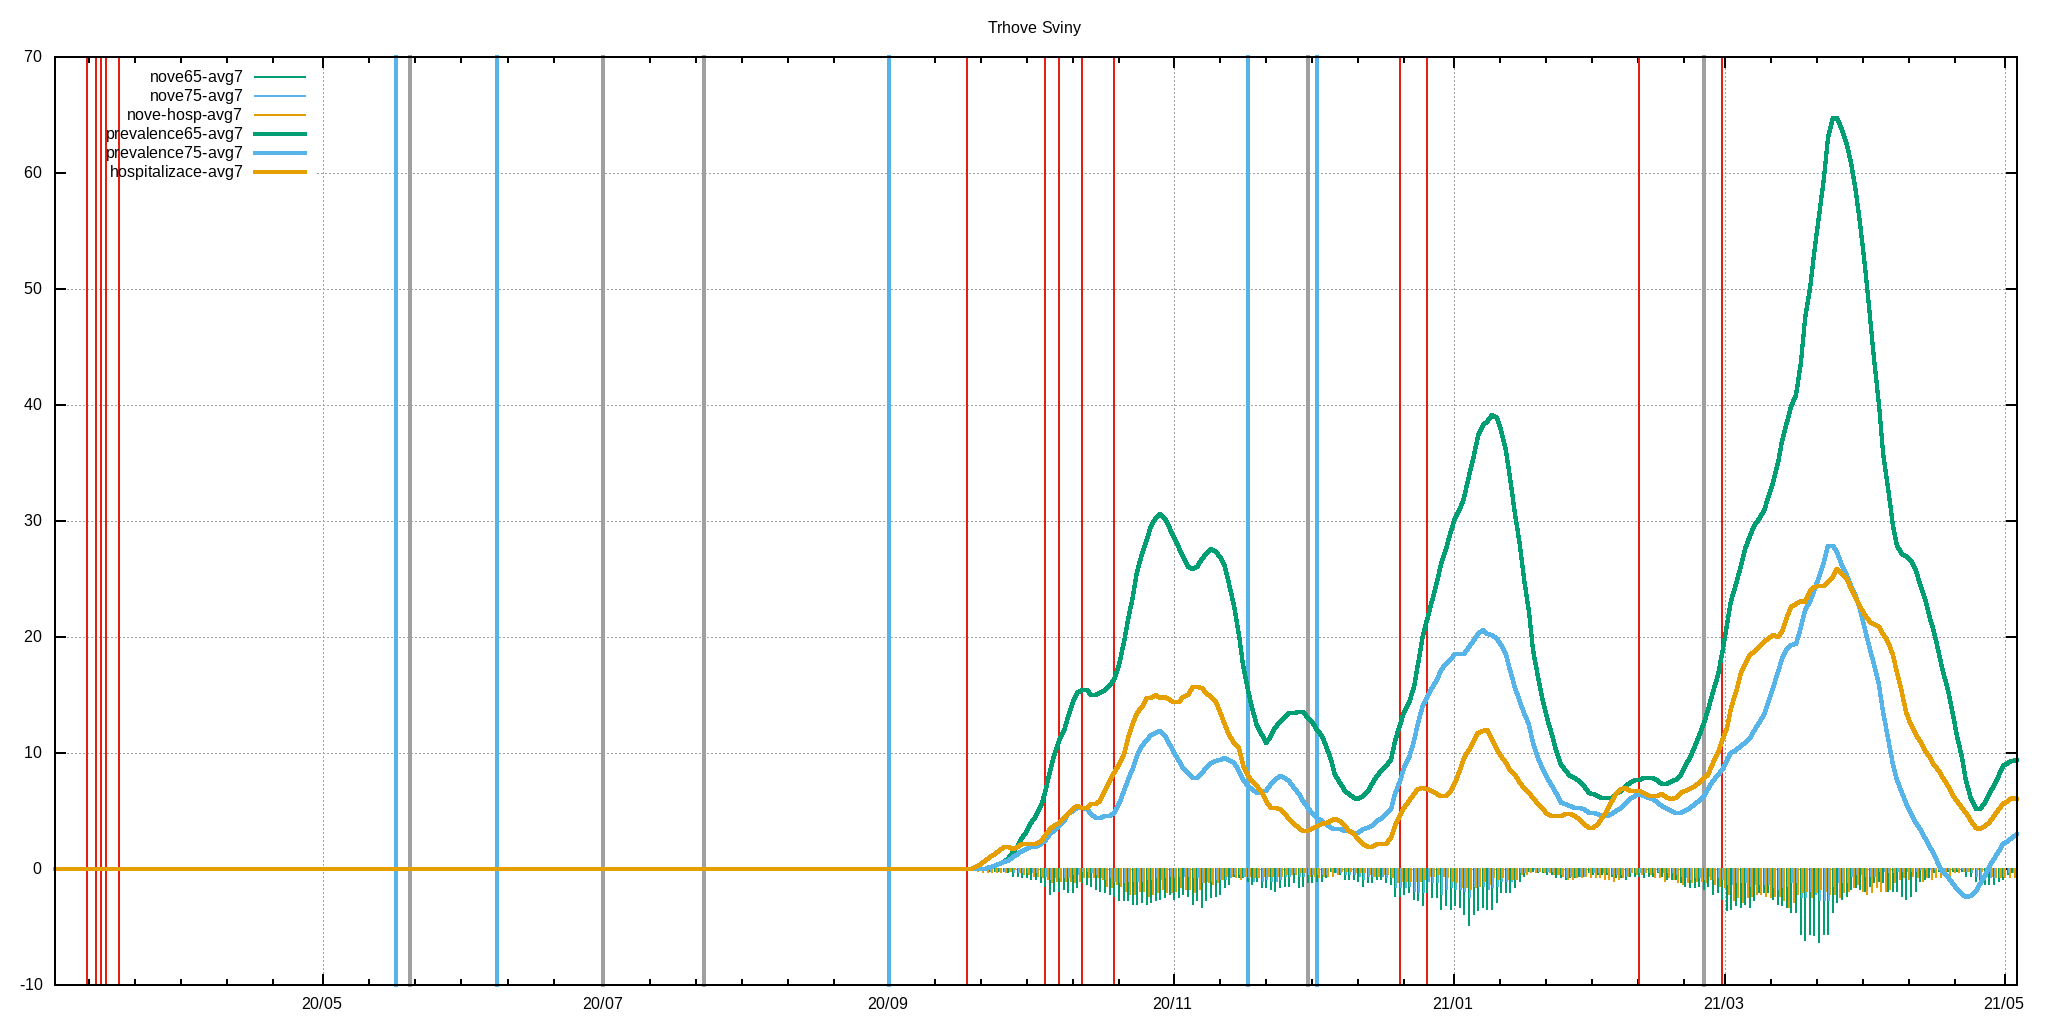 Trhove Sviny
70
60
50
40
30
20
10
0
-10
nove65-avg7
nove75-avg7
nove-hosp-avg7
prevalence65-avg7
prevalence75-avg7
hospitalizace-avg7
20/05 20/07 20/09 20/11 21/01 21/03 21/05